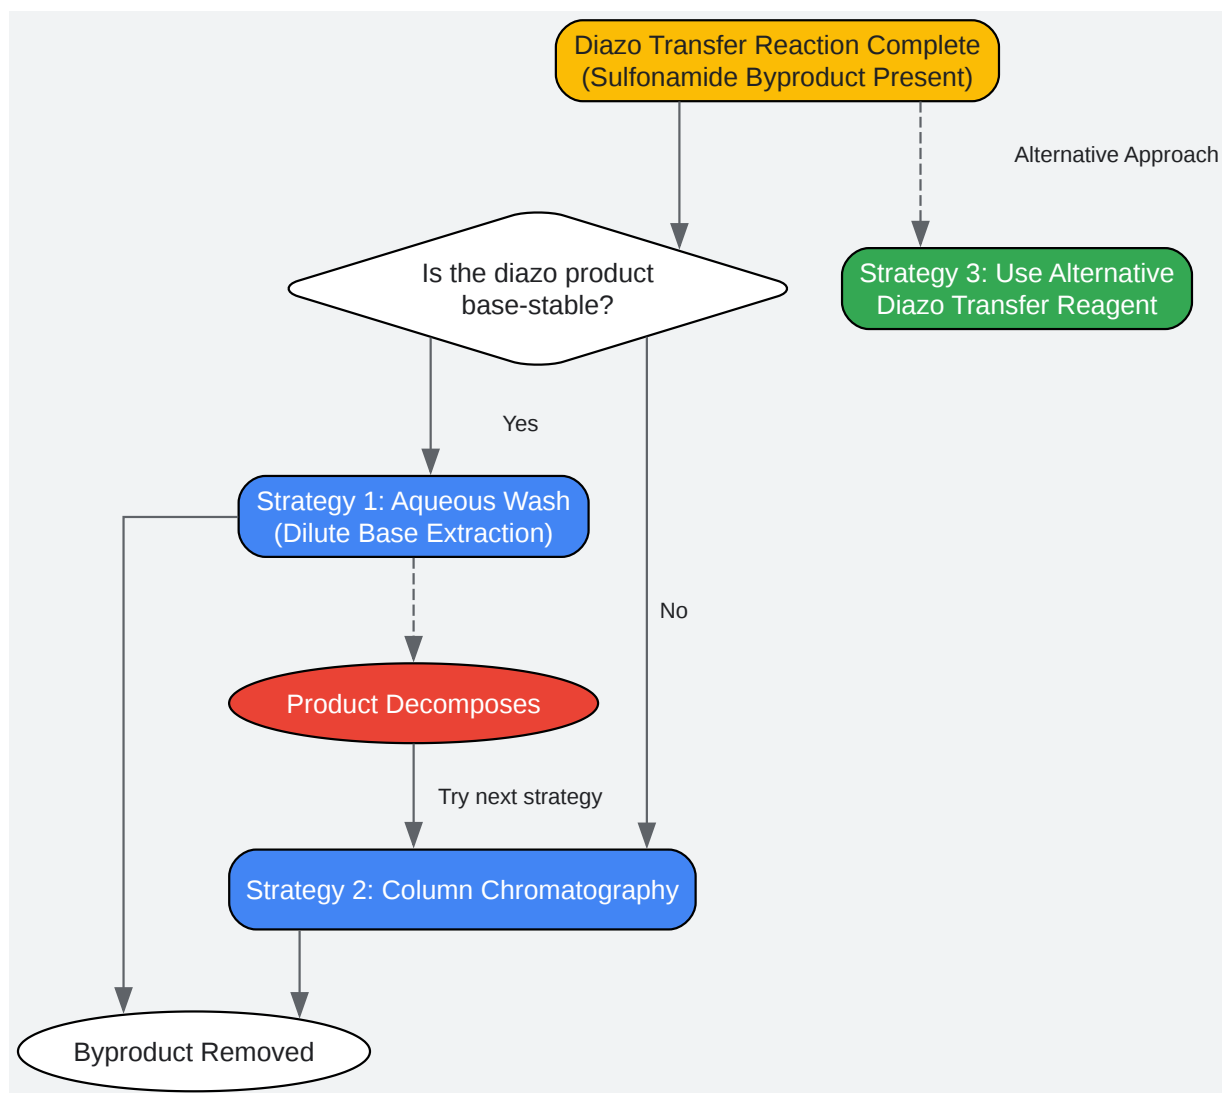 Diazo Transfer Reaction Complete
(Sulfonamide Byproduct Present)
Alternative Approach
Is the diazo product
base-stable?
Strategy 3: Use Alternative
Diazo Transfer Reagent
Yes
Strategy 1: Aqueous Wash
(Dilute Base Extraction)
No
Product Decomposes
Try next strategy
Strategy 2: Column Chromatography
Byproduct Removed